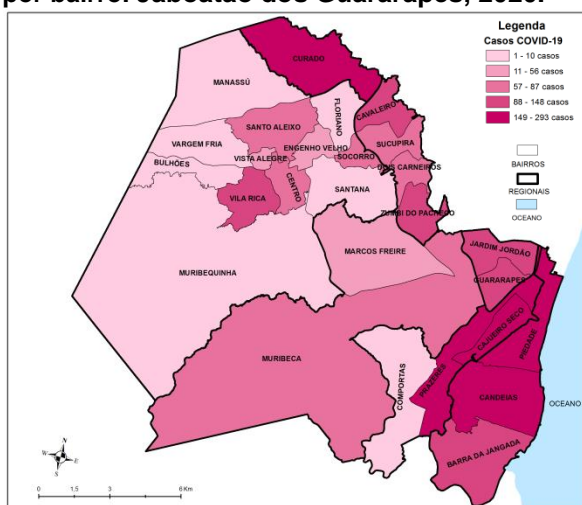 por bairro. Jaboatão dos Guararapes, 2020.
Legenda
Casos COVID-19
1 - 10 casos
11 - 56 casos
57 - 87 casos
88 - 148 casos
149 - 293 casos
BAIRROS
REGIONAIS
OCEANO
CURADO
MANASSÚ
FLORIANO
CAVALEIRO
SANTO ALEIXO
VARGEM FRIA
ENGENHO VELHO
SUCUPIRA
BULHÕES
VISTA ALEGRE
SOCORRO
DOIS CARNEIROS
CENTRO
SANTANA
VILA RICA
ZUMBI DO PACHECO
MARCOS FREIRE
JARDIM JORDÃO
GUARARAPES
MURIBEQUINHA
CAJUEIRO SECO
PIEDADE
MURIBECA
COMPORTAS
PRAZERES
CANDEIAS
OCEANO
BARRA DA JANGADA
N
W E
S
0 1,5 3 6 Km